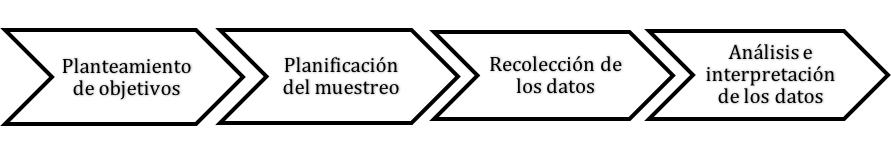 Planteamiento
de objetivos
Planificación
del muestreo
Recolección de
los datos
Análisis e
interpretación
de los datos